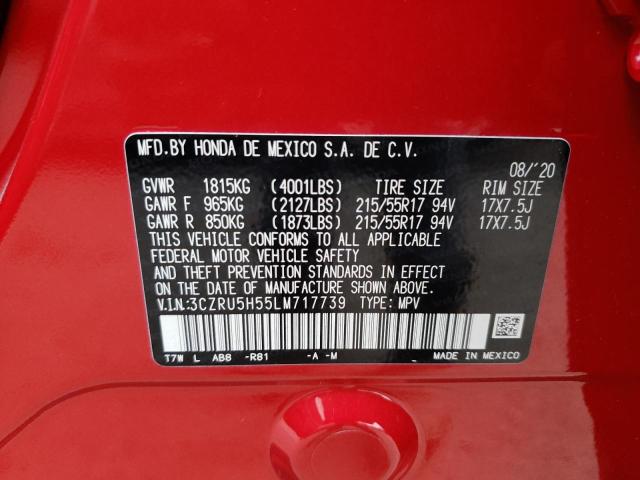 MFD.BY HONDA DE MEXICO S.A. DE C.V.
08/'20
GVWR 1815KG (4001LBS) TIRE SIZE RIM SIZE
GAWR F 965KG (2127LBS) 215/55R17 94V 17X7.5J
GAWR R 850KG (1873LBS) 215/55R17 94V 17X7.5J
THIS VEHICLE CONFORMS TO ALL APPLICABLE
FEDERAL MOTOR VEHICLE SAFETY
AND THEFT PREVENTION STANDARDS IN EFFECT
ON THE DATE OF MANUFACTURE SHOWN ABOVE.
V.I.N:3CZRU5H55LM717739 TYPE: MPV
T7W L AB8 -R81 -A -M MADE IN MEXICO